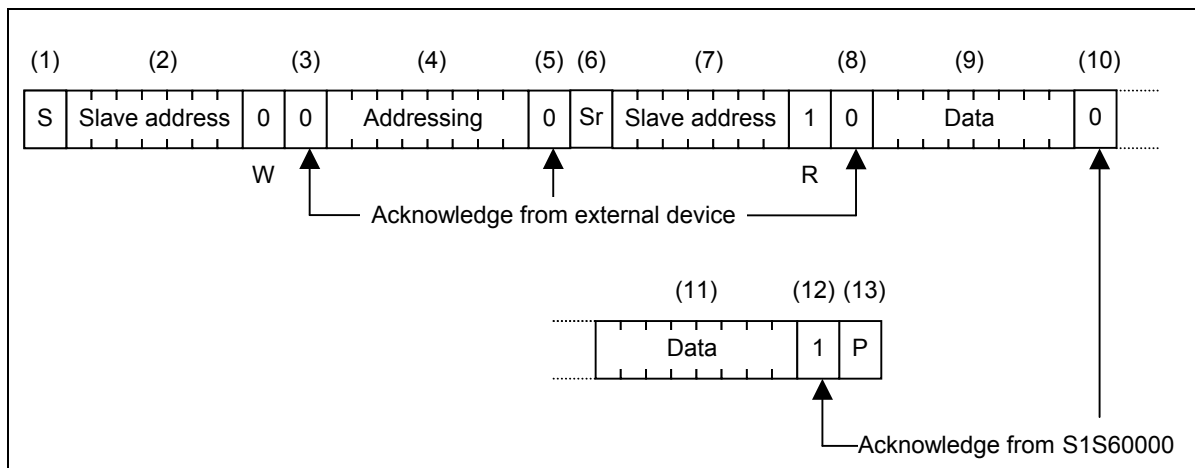 (1) (2) (3) (4) (5) (6) (7) (8) (9) (10)
S Slave address 0 0 Addressing 0 Sr Slave address 1 0 Data 0
W R
Acknowledge from external device
(11) (12) (13)
Data 1 P
Acknowledge from S1S60000